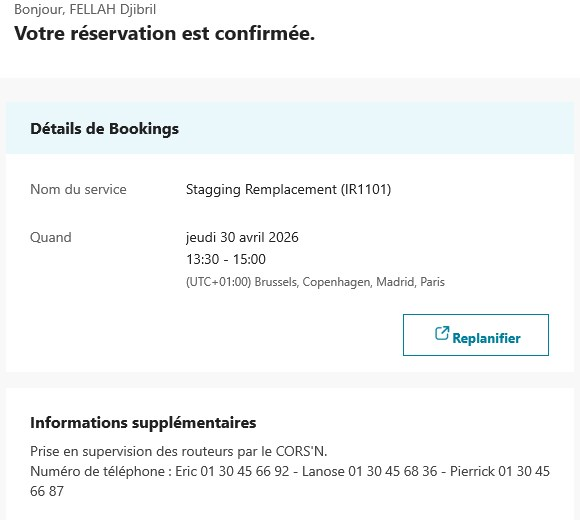 Bonjour, FELLAH Djibril
Votre réservation est confirmée.
Détails de Bookings
Nom du service
Stagging Remplacement (IR1101)
Quand
jeudi 30 avril 2026
13:30 - 15:00
(UTC+01:00) Brussels, Copenhagen, Madrid, Paris
Replanifier
Informations supplémentaires
Prise en supervision des routeurs par le CORS'N.
Numéro de téléphone : Eric 01 30 45 66 92 - Lanose 01 30 45 68 36 - Pierrick 01 30 45
66 87